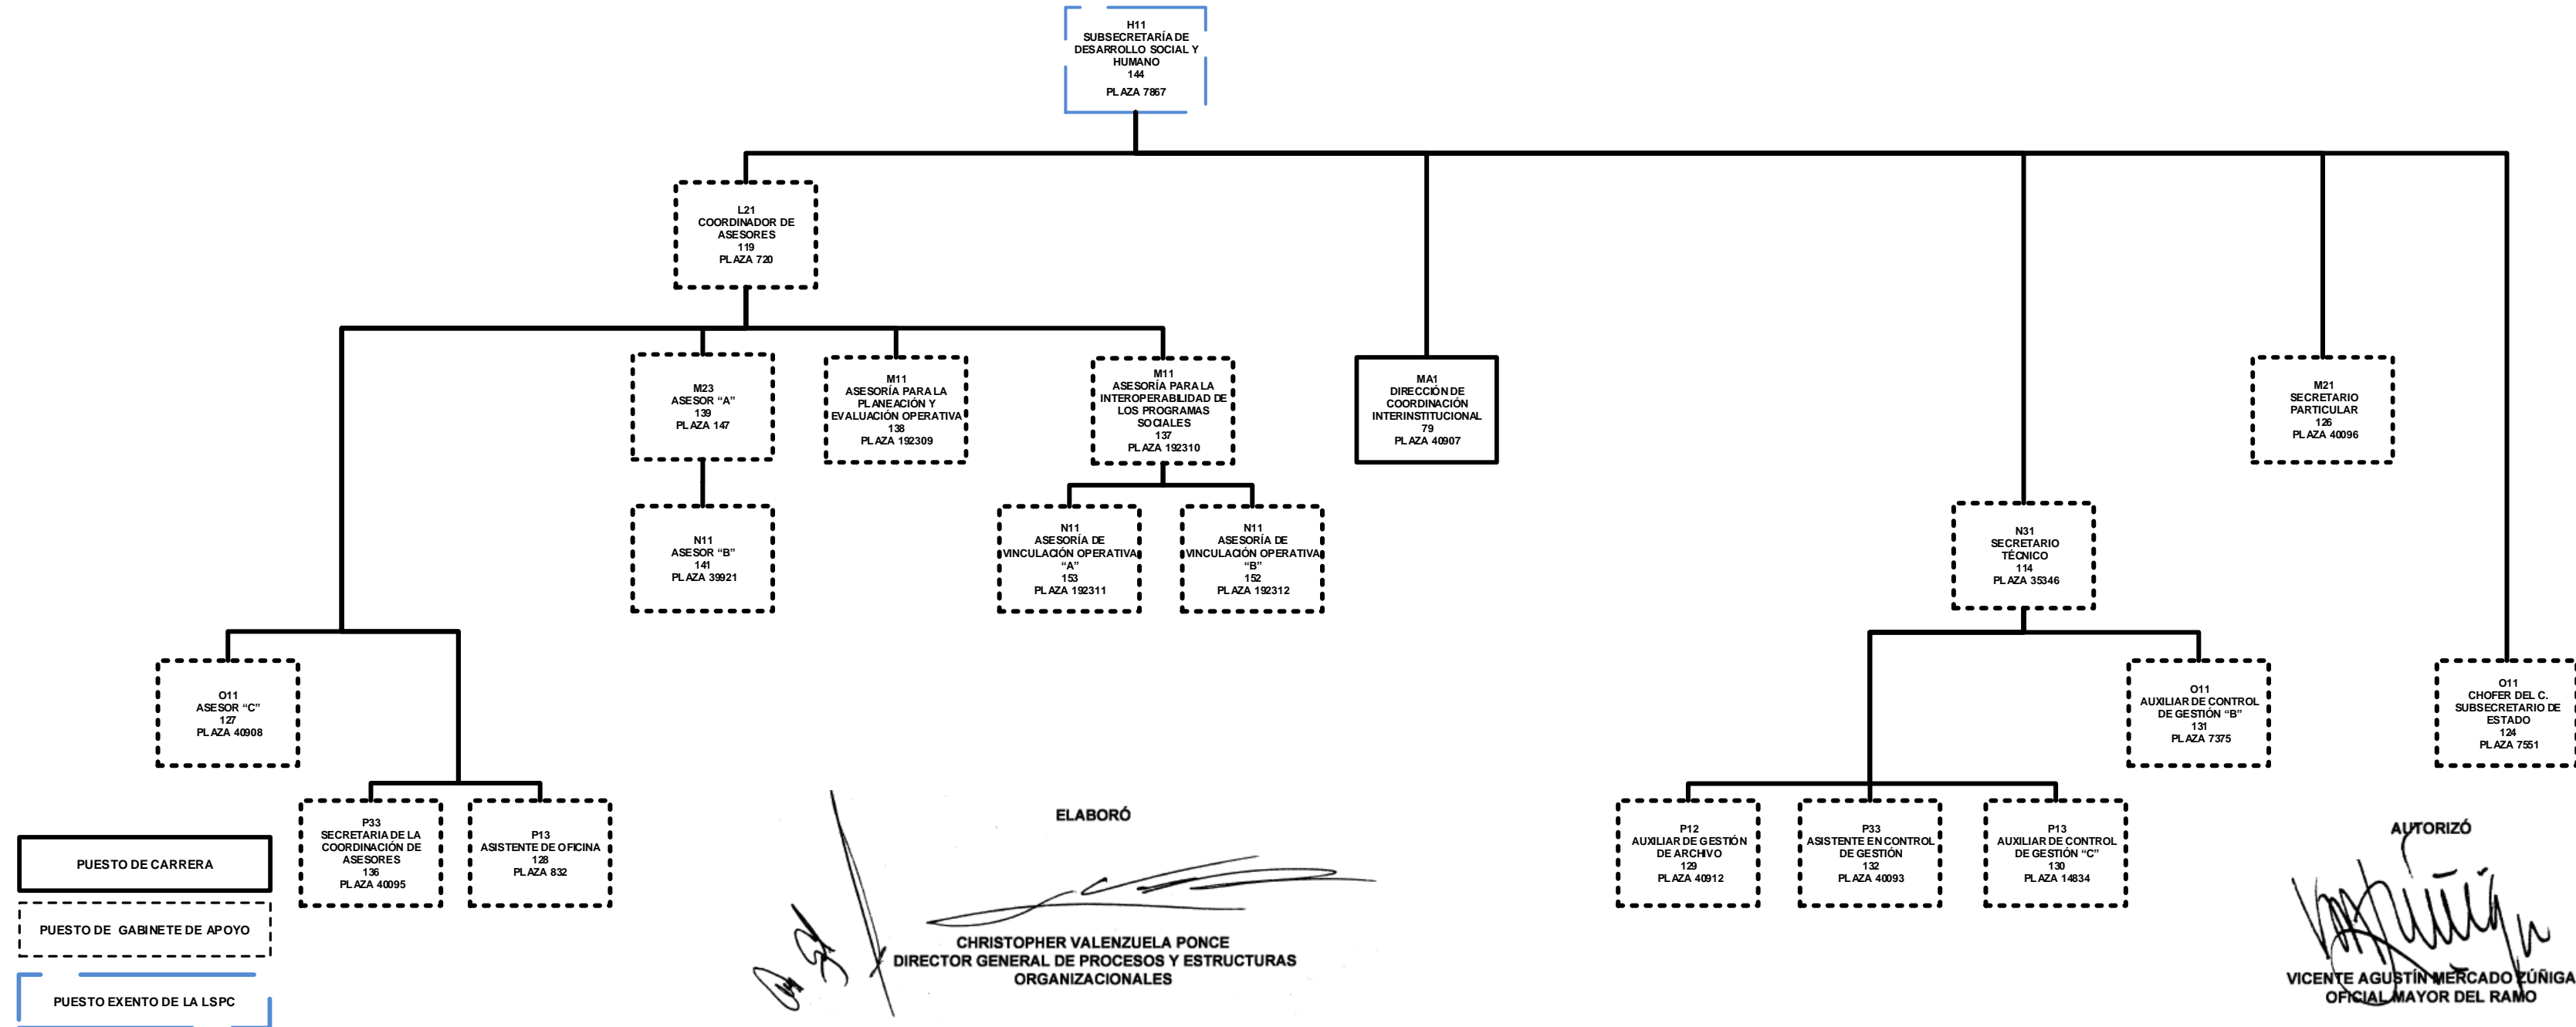 H11
SUBSECRETARÍA DE
DESARROLLO SOCIAL Y
HUMANO
144
PLAZA 7867
L21
COORDINADOR DE
ASESORES
119
PLAZA 720
M23
ASESOR “A”
139
PLAZA 147
M11
ASESORÍA PARA LA
PLANEACIÓN Y
EVALUACIÓN OPERATIVA
138
PLAZA 192309
M11
ASESORÍA PARA LA
INTEROPERABILIDAD DE
LOS PROGRAMAS
SOCIALES
137
PLAZA 192310
MA1
DIRECCIÓN DE
COORDINACIÓN
INTERINSTITUCIONAL
79
PLAZA 40907
M21
SECRETARIO
PARTICULAR
126
PLAZA 40096
N11
ASESOR “B”
141
PLAZA 39921
N11
ASESORÍA DE
VINCULACIÓN OPERATIVA
“A”
153
PLAZA 192311
N11
ASESORÍA DE
VINCULACIÓN OPERATIVA
“B”
152
PLAZA 192312
N31
SECRETARIO
TÉCNICO
114
PLAZA 35346
O11
ASESOR “C”
127
PLAZA 40908
O11
AUXILIAR DE CONTROL
DE GESTIÓN “B”
131
PLAZA 7375
O11
CHOFER DEL C.
SUBSECRETARIO DE
ESTADO
124
PLAZA 7551
P33
SECRETARIA DE LA
COORDINACIÓN DE
ASESORES
136
PLAZA 40095
P13
ASISTENTE DE OFICINA
128
PLAZA 832
P12
AUXILIAR DE GESTIÓN
DE ARCHIVO
129
PLAZA 40912
P33
ASISTENTE EN CONTROL
DE GESTIÓN
132
PLAZA 40093
P13
AUXILIAR DE CONTROL
DE GESTIÓN “C”
130
PLAZA 14834
PUESTO DE CARRERA
PUESTO DE GABINETE DE APOYO
PUESTO EXENTO DE LA LSPC
ELABORÓ
CHRISTOPHER VALENZUELA PONCE
DIRECTOR GENERAL DE PROCESOS Y ESTRUCTURAS
ORGANIZACIONALES
AUTORIZÓ
VICENTE AGUSTÍN MERCADO ZÚÑIGA
OFICIAL MAYOR DEL RAMO